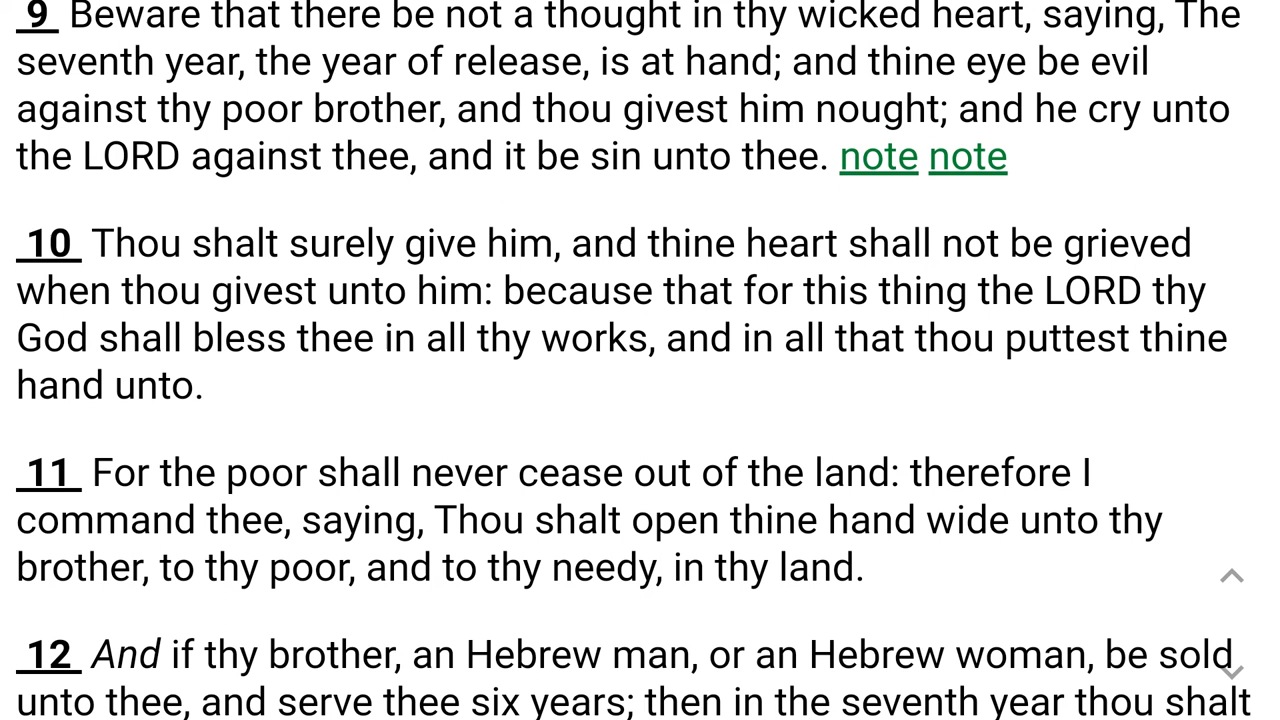 9 Beware that there be not a thought in thy wicked heart, saying, The
seventh year, the year of release, is at hand; and thine eye be evil
against thy poor brother, and thou givest him nought; and he cry unto
the LORD against thee, and it be sin unto thee. note note
10 Thou shalt surely give him, and thine heart shall not be grieved
when thou givest unto him: because that for this thing the LORD thy
God shall bless thee in all thy works, and in all that thou puttest thine
hand unto.
11 For the poor shall never cease out of the land: therefore I
command thee, saying, Thou shalt open thine hand wide unto thy
brother, to thy poor, and to thy needy, in thy land.
12 And if thy brother, an Hebrew man, or an Hebrew woman, be sold
unto thee, and serve thee six years; then in the seventh year thou shalt